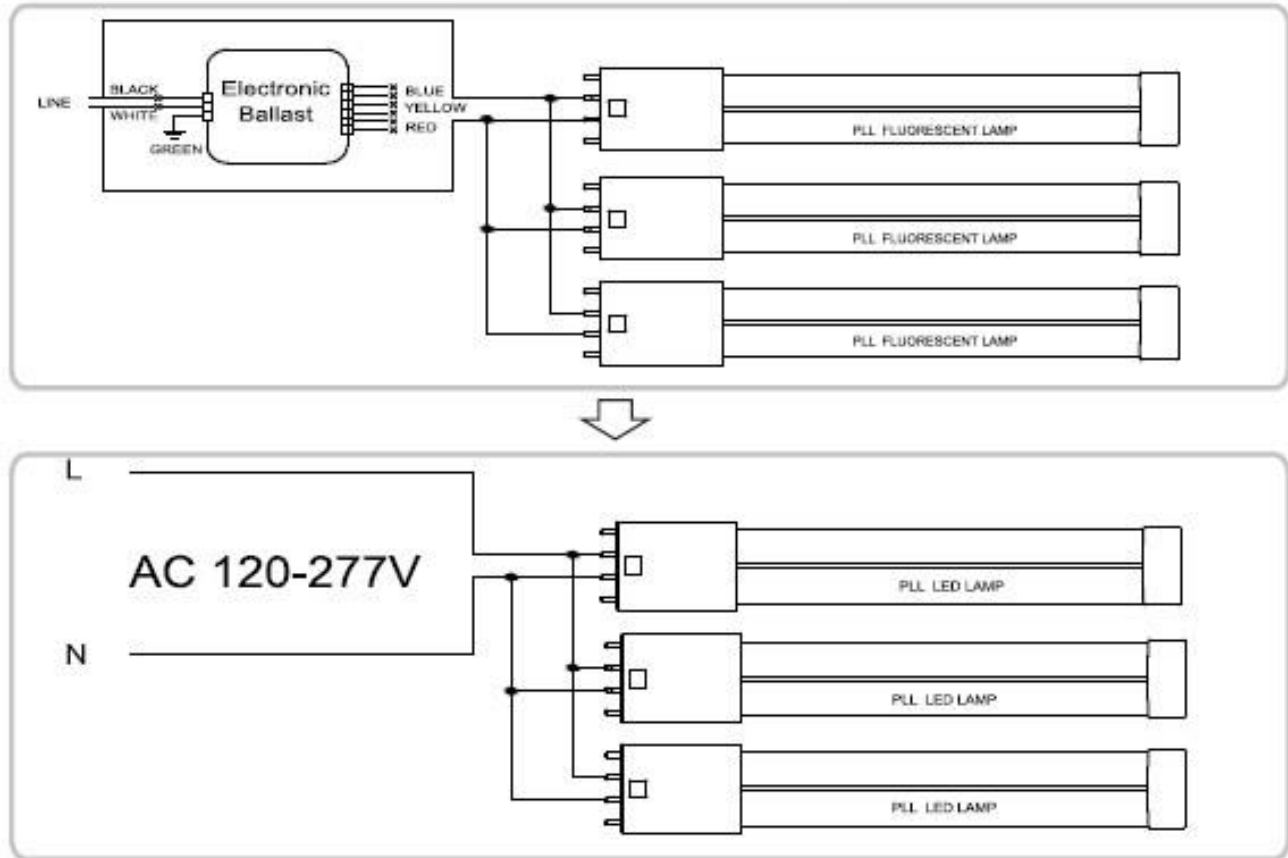 LINE
BLACK
WHITE
GREEN
Electronic
Ballast
BLUE
YELLOW
RED
PLL FLUORESCENT LAMP
PLL FLUORESCENT LAMP
PLL FLUORESCENT LAMP
L
AC 120-277V
N
PLL LED LAMP
PLL LED LAMP
PLL LED LAMP